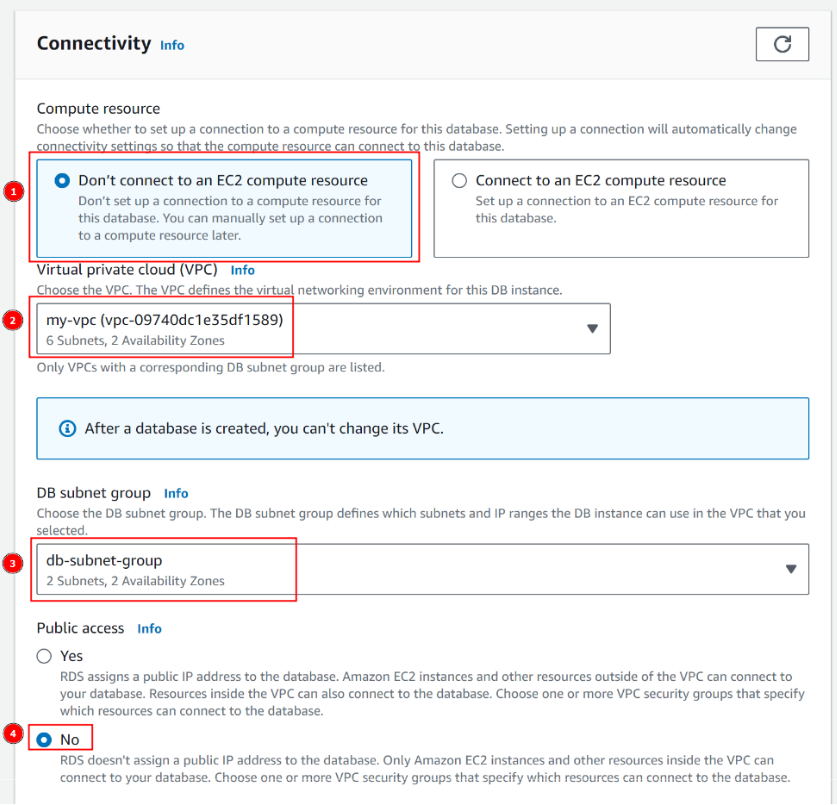 Connectivity Info
Compute resource
Choose whether to set up a connection to a compute resource for this database. Setting up a connection will automatically change
connectivity settings so that the compute resource can connect to this database.
1
Don't connect to an EC2 compute resource
Don't set up a connection to a compute resource for
this database. You can manually set up a connection
to a compute resource later.
Connect to an EC2 compute resource
Set up a connection to an EC2 compute resource for
this database.
Virtual private cloud (VPC) Info
Choose the VPC. The VPC defines the virtual networking environment for this DB instance.
2
my-vpc (vpc-09740dc1e35df1589)
6 Subnets, 2 Availability Zones
Only VPCs with a corresponding DB subnet group are listed.
After a database is created, you can't change its VPC.
DB subnet group Info
Choose the DB subnet group. The DB subnet group defines which subnets and IP ranges the DB instance can use in the VPC that you
selected.
3
db-subnet-group
2 Subnets, 2 Availability Zones
Public access Info
Yes
RDS assigns a public IP address to the database. Amazon EC2 instances and other resources outside of the VPC can connect to
your database. Resources inside the VPC can also connect to the database. Choose one or more VPC security groups that specify
which resources can connect to the database.
4
No
RDS doesn't assign a public IP address to the database. Only Amazon EC2 instances and other resources inside the VPC can
connect to your database. Choose one or more VPC security groups that specify which resources can connect to the database.